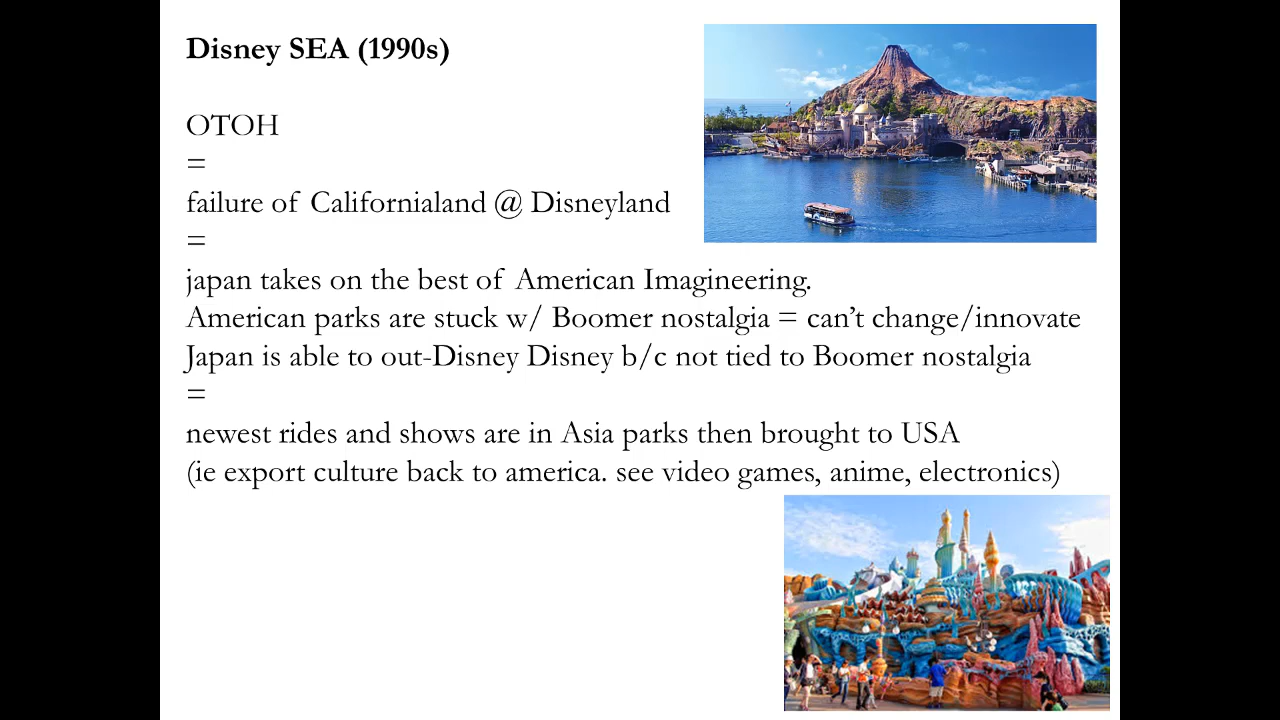 Disney SEA (1990s)
OTOH
=
failure of Californialand @ Disneyland
=
japan takes on the best of American Imagineering.
American parks are stuck w/ Boomer nostalgia = can’t change/innovate
Japan is able to out-Disney Disney b/c not tied to Boomer nostalgia
=
newest rides and shows are in Asia parks then brought to USA
(ie export culture back to america. see video games, anime, electronics)